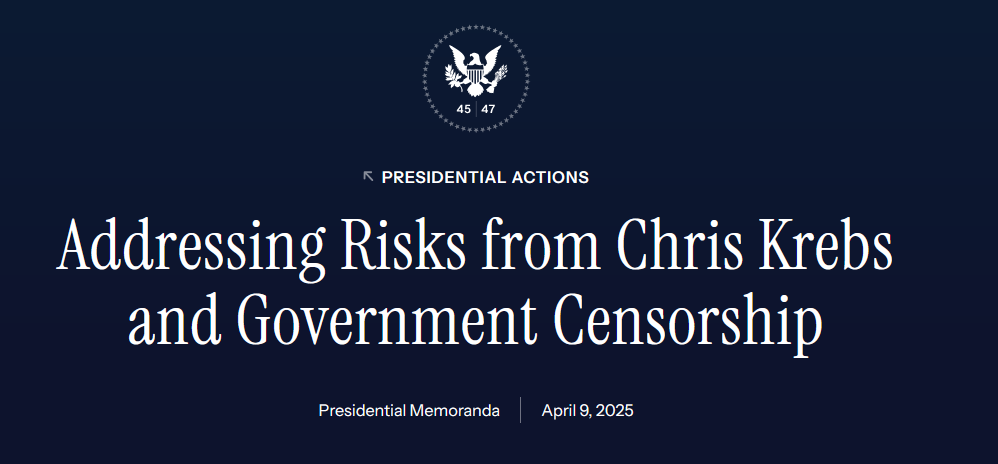 45 | 47
PRESIDENTIAL ACTIONS
Addressing Risks from Chris Krebs
and Government Censorship
Presidential Memoranda | April 9, 2025